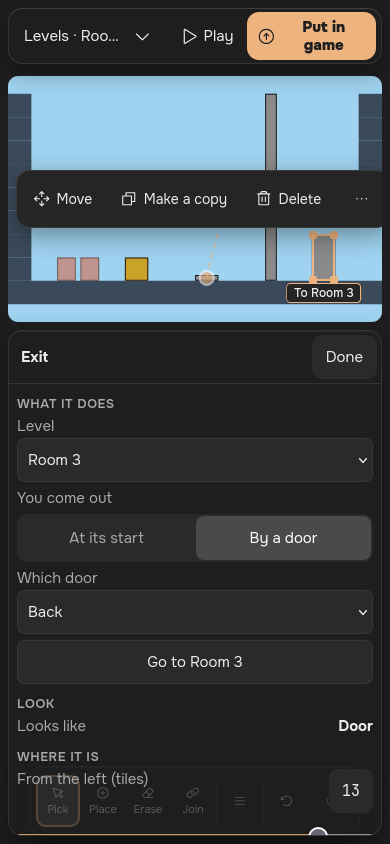 Levels · Roo...
Play
Put in game
Move
Make a copy
Delete
...
To Room 3
Exit
Done
WHAT IT DOES
Level
Room 3
You come out
At its start
By a door
Which door
Back
Go to Room 3
LOOK
Looks like
Door
WHERE IT IS
From the left (tiles)
13
Pick
Place
Erase
Join